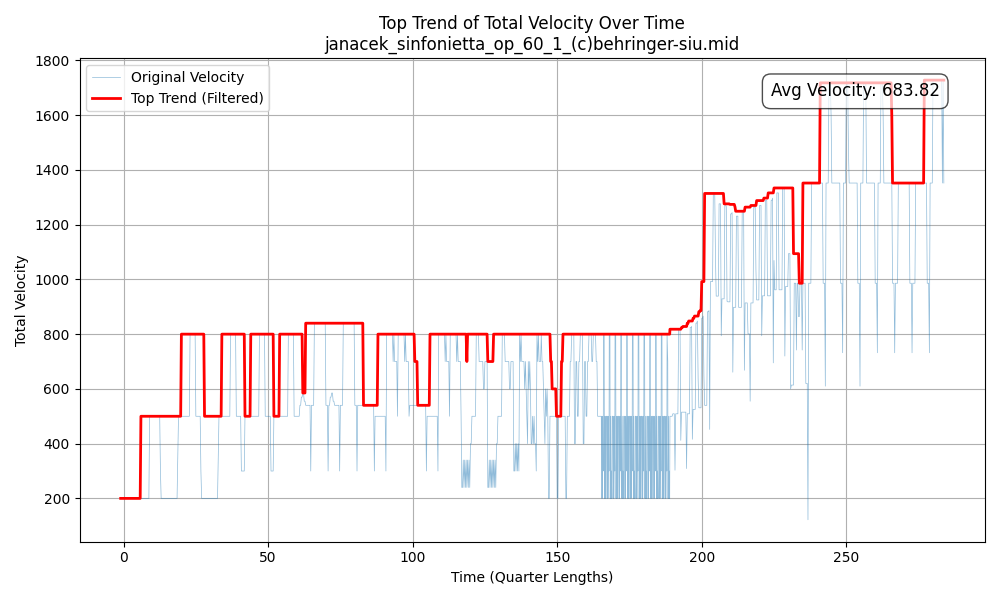 Top Trend of Total Velocity Over Time
janacek_sinfonietta_op_60_1_(c)behringer-siu.mid
Original Velocity
Top Trend (Filtered)
Avg Velocity: 683.82
Total Velocity
1800
1600
1400
1200
1000
800
600
400
200
0
50
100
150
200
250
Time (Quarter Lengths)